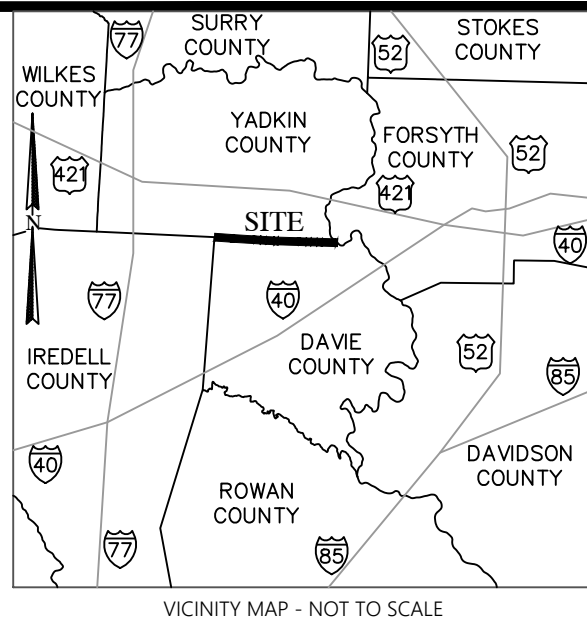 77
SURRY
COUNTY
52
STOKES
COUNTY
WILKES
COUNTY
YADKIN
COUNTY
FORSYTH
COUNTY
52
421
421
N
SITE
40
77
40
IREDELL
COUNTY
DAVIE
COUNTY
52
85
40
DAVIDSON
COUNTY
ROWAN
COUNTY
77
85
VICINITY MAP - NOT TO SCALE